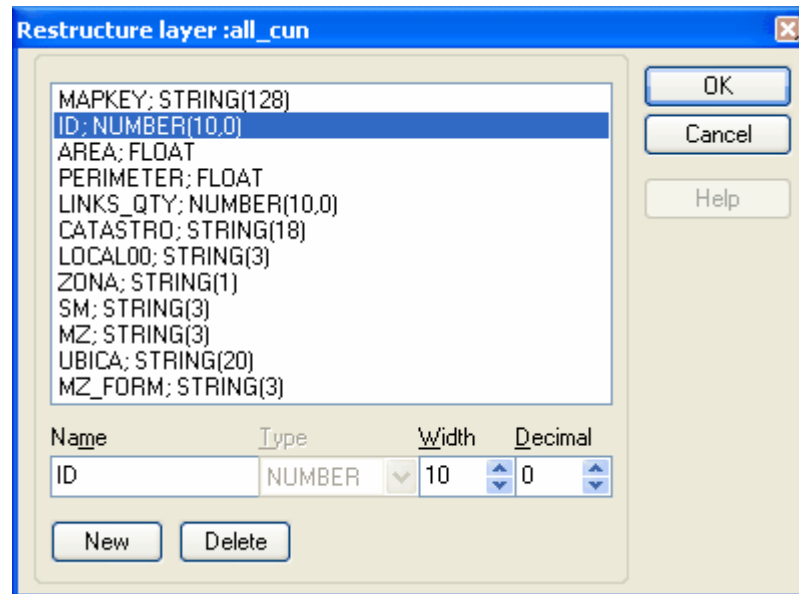 Restructure layer :all_cun
MAPKEY; STRING(128)
ID; NUMBER(10,0)
AREA; FLOAT
PERIMETER; FLOAT
LINKS_QTY; NUMBER(10,0)
CATASTRO; STRING(18)
LOCAL00; STRING(3)
ZONA; STRING(1)
SM; STRING(3)
MZ; STRING(3)
UBICA; STRING(20)
MZ_FORM; STRING(3)
Name Type Width Decimal
ID NUMBER 10 0
New Delete
OK
Cancel
Help